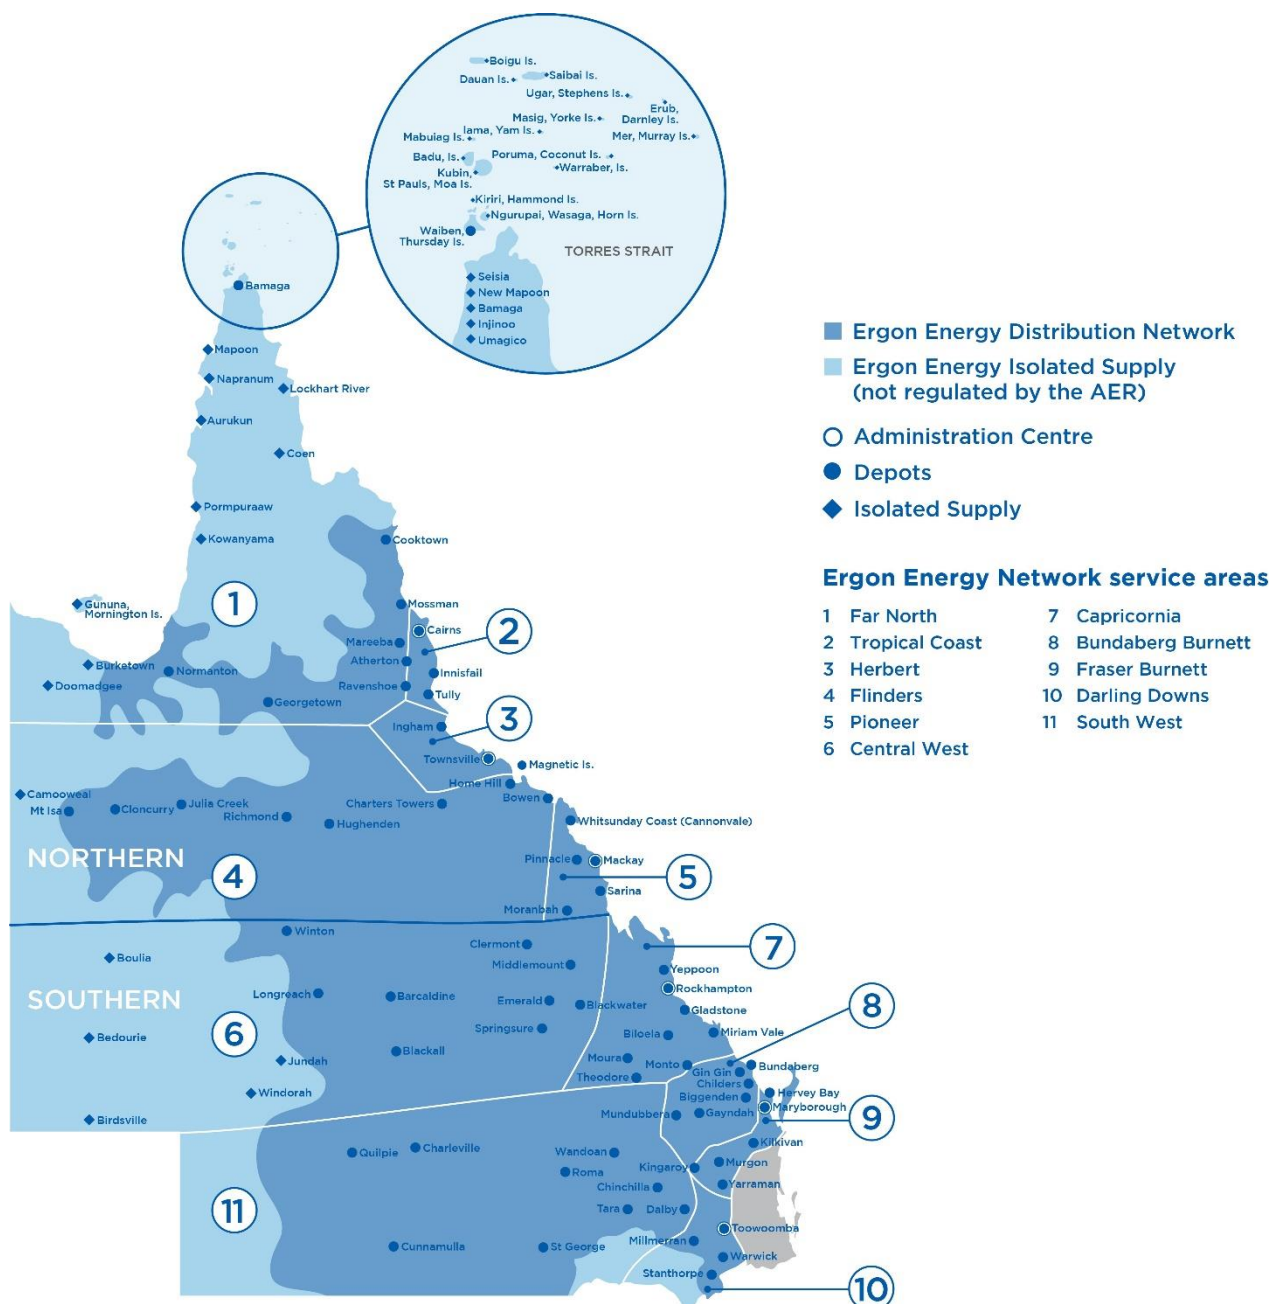 Boigu Is.
Dauan Is.
Saibai Is.
Ugar, Stephens Is.
Erub,
Darnley Is.
Masig, Yorke Is.
Iama, Yam Is.
Mer, Murray Is.
Mabuiag Is.
Badu, Is.
Poruma, Coconut Is.
Warraber, Is.
Kubin,
St Pauls, Moa Is.
Kiriri, Hammond Is.
Ngurupai, Wasaga, Horn Is.
Waiben,
Thursday Is.
TORRES STRAIT
Seisia
New Mapoon
Bamaga
Injinoo
Umagico
Bamaga
Mapoon
Napranum
Lockhart River
Aurukun
Coen
Pormpuraaw
Kowanyama
Cooktown
Gununa,
Mornington Is.
1
Mossman
Cairns
2
Mareeba
Atherton
Burketown
Normanton
Innisfail
Doomadgee
Ravenshoe
Tully
Georgetown
Ingham
3
Townsville
Magnetic Is.
Home Hill
Camooweal
Mt Isa
Cloncurry
Julia Creek
Richmond
Hughenden
Charters Towers
Bowen
Whitsunday Coast (Cannonvale)
NORTHERN
4
Pinnacle
Mackay
5
Sarina
Moranbah
Winton
Clermont
7
Boulia
Middlemount
Yeppoon
SOUTHERN
Longreach
Barcaldine
Emerald
Blackwater
Rockhampton
Gladstone
8
6
Bedourie
Springsure
Biloela
Miriam Vale
Jundah
Blackall
Moura
Monto
Bundaberg
Theodore
Gin Gin
Childers
Windorah
Biggenden
Hervey Bay
Maryborough
9
Birdsville
Mundubbera
Gayndah
Kilkivan
Quilpie
Charleville
Wandoan
Roma
Kingaroy
Murgon
Chinchilla
Yarraman
11
Tara
Dalby
Toowoomba
Cunnamulla
St George
Millmerran
Warwick
Stanthorpe
10
Ergon Energy Distribution Network
Ergon Energy Isolated Supply
(not regulated by the AER)
Administration Centre
Depots
Isolated Supply
Ergon Energy Network service areas
1 Far North
2 Tropical Coast
3 Herbert
4 Flinders
5 Pioneer
6 Central West
7 Capricornia
8 Bundaberg Burnett
9 Fraser Burnett
10 Darling Downs
11 South West